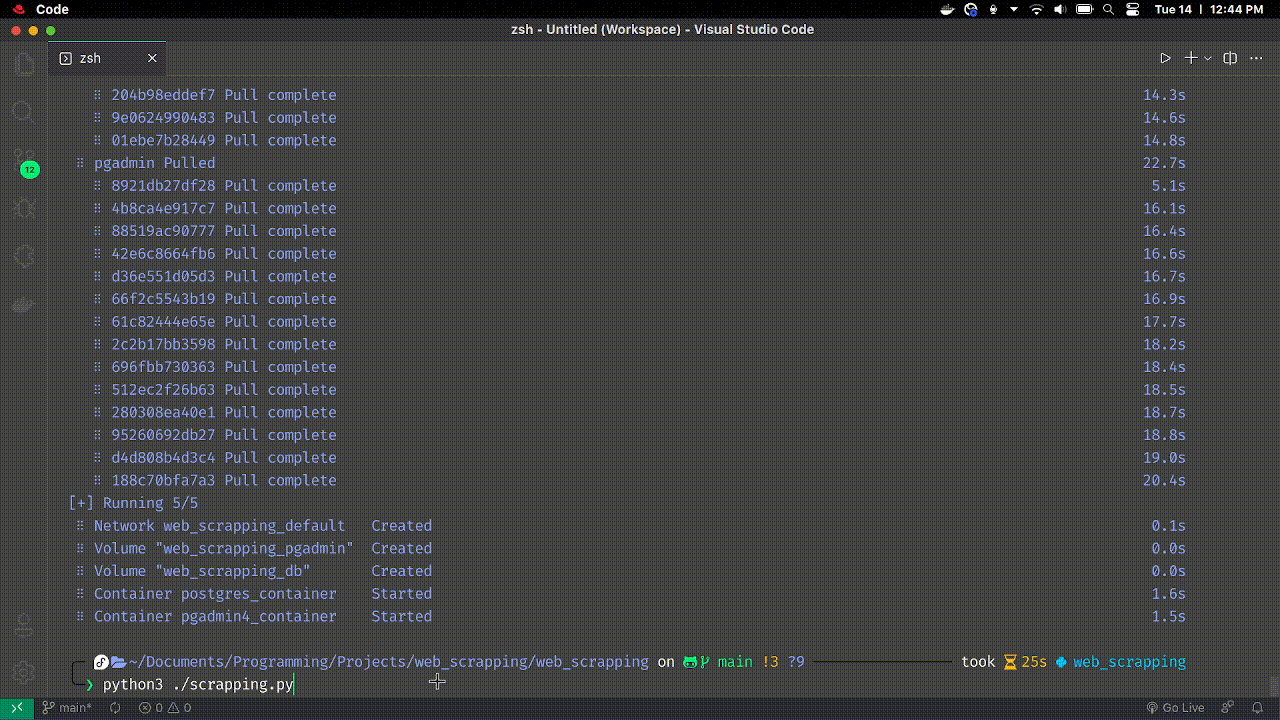 Code
Tue 14 | 12:44 PM
zsh - Untitled (Workspace) - Visual Studio Code
zsh
204b98eddef7 Pull complete 14.3s
9e0624990483 Pull complete 14.6s
01ebe7b28449 Pull complete 14.8s
pgadmin Pulled 22.7s
8921db27df28 Pull complete 5.1s
4b8ca4e917c7 Pull complete 16.1s
88519ac90777 Pull complete 16.4s
42e6c8664fb6 Pull complete 16.6s
d36e551d05d3 Pull complete 16.7s
66f2c5543b19 Pull complete 16.9s
61c82444e65e Pull complete 17.7s
2c2b17bb3598 Pull complete 18.2s
696fbb730363 Pull complete 18.4s
512ec2f26b63 Pull complete 18.5s
280308ea40e1 Pull complete 18.7s
95260692db27 Pull complete 18.8s
d4d808b4d3c4 Pull complete 19.0s
188c70bfa7a3 Pull complete 20.4s
[+] Running 5/5
Network web_scrapping_default Created 0.1s
Volume "web_scrapping_pgadmin" Created 0.0s
Volume "web_scrapping_db" Created 0.0s
Container postgres_container Started 1.6s
Container pgadmin4_container Started 1.5s
~/Documents/Programming/Projects/web_scrapping/web_scrapping on main !3 ?9 took 25s web_scrapping
❯ python3 ./scrapping.py
12
main* 0 0 Go Live